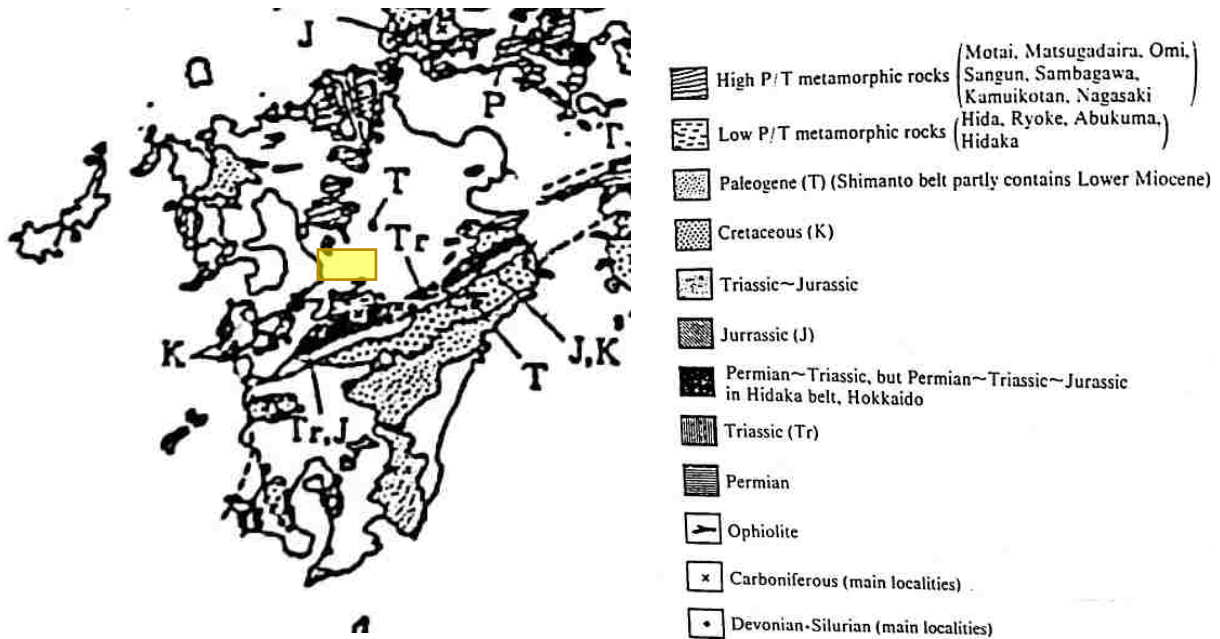 J
P
T
T
Tr
K
J,K
T
Tr,J
High P/T metamorphic rocks (Motai, Matsugadaira, Omi,
Sangun, Sambagawa,
Kamuikotan, Nagasaki)
Low P/T metamorphic rocks (Hida, Ryoke, Abukuma,
Hidaka)
Paleogene (T) (Shimanto belt partly contains Lower Miocene)
Cretaceous (K)
Triassic~Jurassic
Jurrassic (J)
Permian~Triassic, but Permian~Triassic~Jurassic
in Hidaka belt, Hokkaido
Triassic (Tr)
Permian
Ophiolite
Carboniferous (main localities)
Devonian-Silurian (main localities)